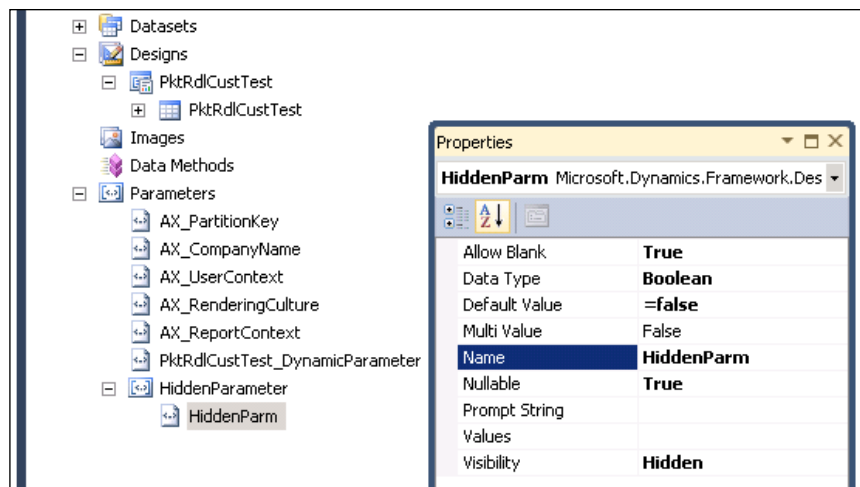 Datasets
Designs
PktRdlCustTest
PktRdlCustTest
Images
Data Methods
Parameters
AX_PartitionKey
AX_CompanyName
AX_UserContext
AX_RenderingCulture
AX_ReportContext
PktRdlCustTest_DynamicParameter
HiddenParameter
HiddenParm
Properties
HiddenParm Microsoft.Dynamics.Framework.Des
A
Z
Allow Blank True
Data Type Boolean
Default Value =false
Multi Value False
Name HiddenParm
Nullable True
Prompt String
Values
Visibility Hidden